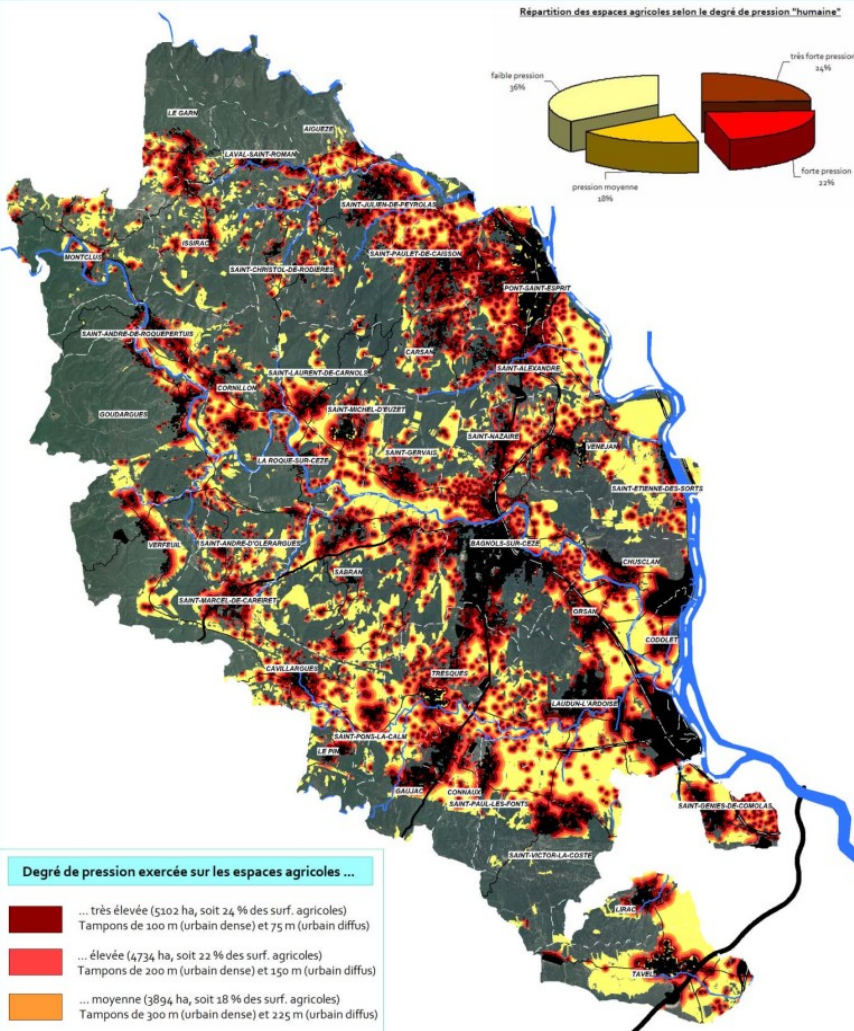 Répartition des espaces agricoles selon le degré de pression "humaine"
très forte pression
24%
faible pression
36%
forte pression
22%
pression moyenne
18%
LE GARN
AIGUEZE
LAVAL-SAINT-ROMAN
SAINT-JULIEN-DE-PEYROLAS
ISSIRAC
SAINT-PAULET-DE-CAISSON
MONTCLUS
SAINT-CHRISTOL-DE-RODIERES
PONT-SAINT-ESPRIT
SAINT-ANDRE-DE-ROQUEPERTUIS
CARSAN
SAINT-ALEXANDRE
SAINT-LAURENT-DE-CARNOLS
CORNILLON
GOUDARGUES
SAINT-MICHEL-D'EUZET
SAINT-NAZAIRE
VENEJAN
SAINT-GERVAIS
LA ROQUE-SUR-CEZE
SAINT-ETIENNE-DES-SORTS
VERFEUIL
SAINT-ANDRE-D'OLERARGUES
BAGNOLS-SUR-CEZE
CHUSCLAN
SABRAN
SAINT-MARCEL-DE-CAREIRET
ORSAN
CODOLET
CAVILLARGUES
TRESQUES
LAUDUN-L'ARDOISE
SAINT-PONS-LA-CALM
LE PIN
GAUJAC
CONNAUX
SAINT-PAUL-LES-FONTS
SAINT-GENIES-DE-COMOLAS
SAINT-VICTOR-LA-COSTE
LIRAC
TAVEL
Degré de pression exercée sur les espaces agricoles ...
... très élevée (5102 ha, soit 24 % des surf. agricoles)
Tampons de 100 m (urbain dense) et 75 m (urbain diffus)
... élevée (4734 ha, soit 22 % des surf. agricoles)
Tampons de 200 m (urbain dense) et 150 m (urbain diffus)
... moyenne (3894 ha, soit 18 % des surf. agricoles)
Tampons de 300 m (urbain dense) et 225 m (urbain diffus)